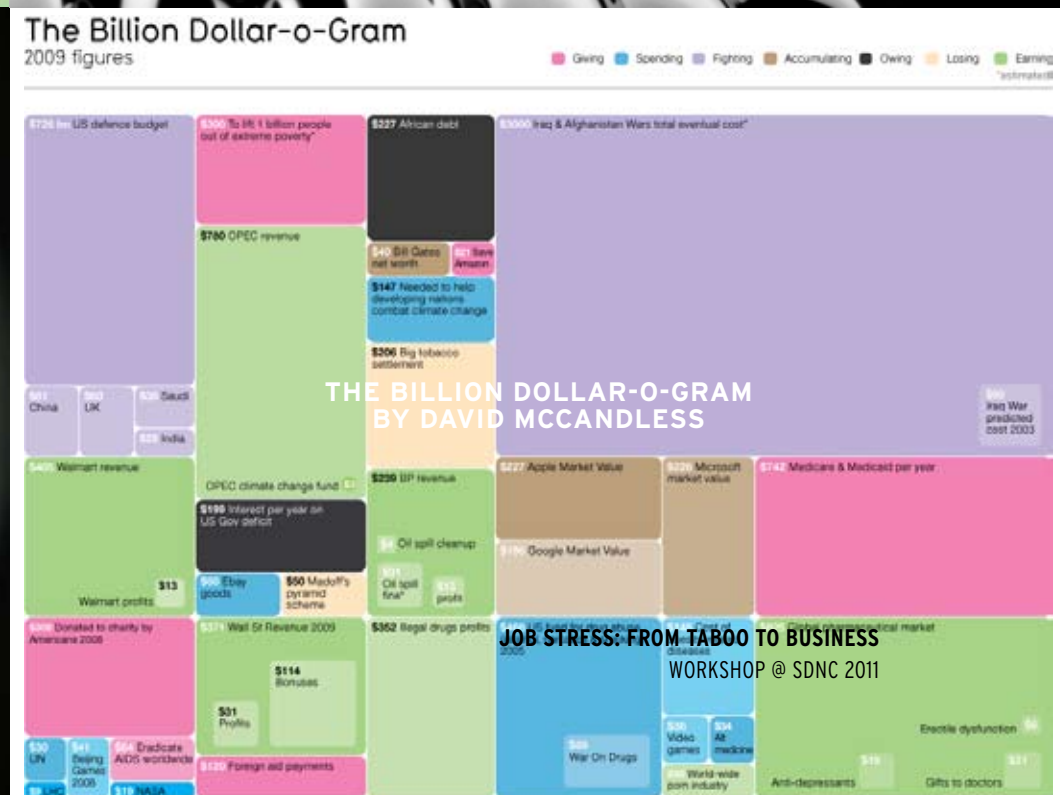 The Billion Dollar-o-Gram
2009 figures
Giving Spending Fighting Accumulating Owing Losing Earning
US defence budget
To lift 1 billion people
out of extreme poverty*
$227 African debt
Iraq & Afghanistan Wars total eventual cost*
$780 OPEC revenue
Bill Gates
net worth
Save
Amazon
$147 Needed to help
developing nations
combat climate change
$206 Big tobacco
settlement
THE BILLION DOLLAR-O-GRAM
BY DAVID MCCANDLESS
China
UK
Saudi
India
Iraq War
predicted
cost 2003
Walmart revenue
OPEC climate change fund
Interest per year on
US Gov deficit
BP revenue
Oil spill cleanup
Oil spill
fine*
profit
Apple Market Value
Microsoft
market value
Medicare & Medicaid per year
Google Market Value
$13
Walmart profits
Ebay
goods
$50 Madoff's
pyramid
scheme
Donated to charity by
Americans 2008
Wall St Revenue 2009
$114
Bonuses
$31
Profits
$352 Illegal drugs profits
2005
Cost of
diseases
Global pharmaceutical market
JOB STRESS: FROM TABOO TO BUSINESS
WORKSHOP @ SDNC 2011
UN
Beijing
Games
2008
Eradicate
AIDS worldwide
Foreign aid payments
LHC
NASA
War On Drugs
Video
games
Alt
medicine
World-wide
porn industry
Erectile dysfunction
Anti-depressants
Gifts to doctors